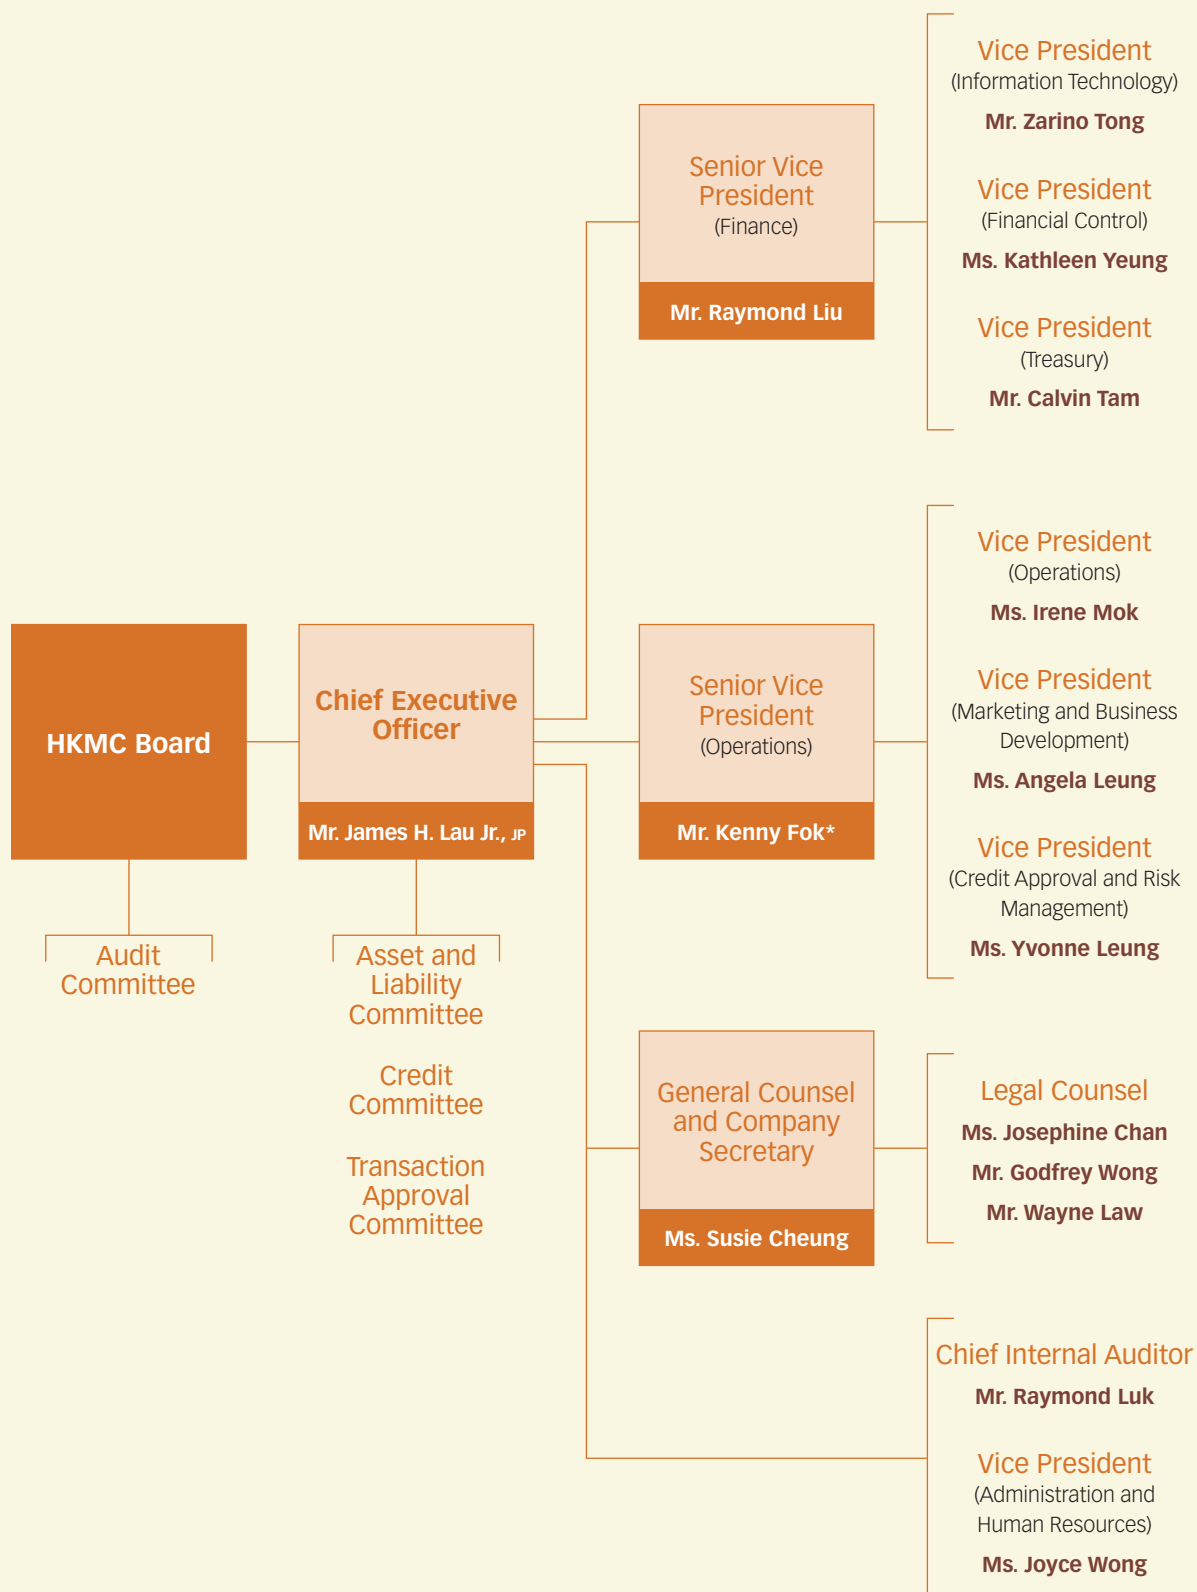 HKMC Board
Audit
Committee
Chief Executive
Officer
Mr. James H. Lau Jr., JP
Asset and
Liability
Committee
Credit
Committee
Transaction
Approval
Committee
Senior Vice
President
(Finance)
Mr. Raymond Liu
Vice President
(Information Technology)
Mr. Zarino Tong
Vice President
(Financial Control)
Ms. Kathleen Yeung
Vice President
(Treasury)
Mr. Calvin Tam
Senior Vice
President
(Operations)
Mr. Kenny Fok*
Vice President
(Operations)
Ms. Irene Mok
Vice President
(Marketing and Business
Development)
Ms. Angela Leung
Vice President
(Credit Approval and Risk
Management)
Ms. Yvonne Leung
General Counsel
and Company
Secretary
Ms. Susie Cheung
Legal Counsel
Ms. Josephine Chan
Mr. Godfrey Wong
Mr. Wayne Law
Chief Internal Auditor
Mr. Raymond Luk
Vice President
(Administration and
Human Resources)
Ms. Joyce Wong